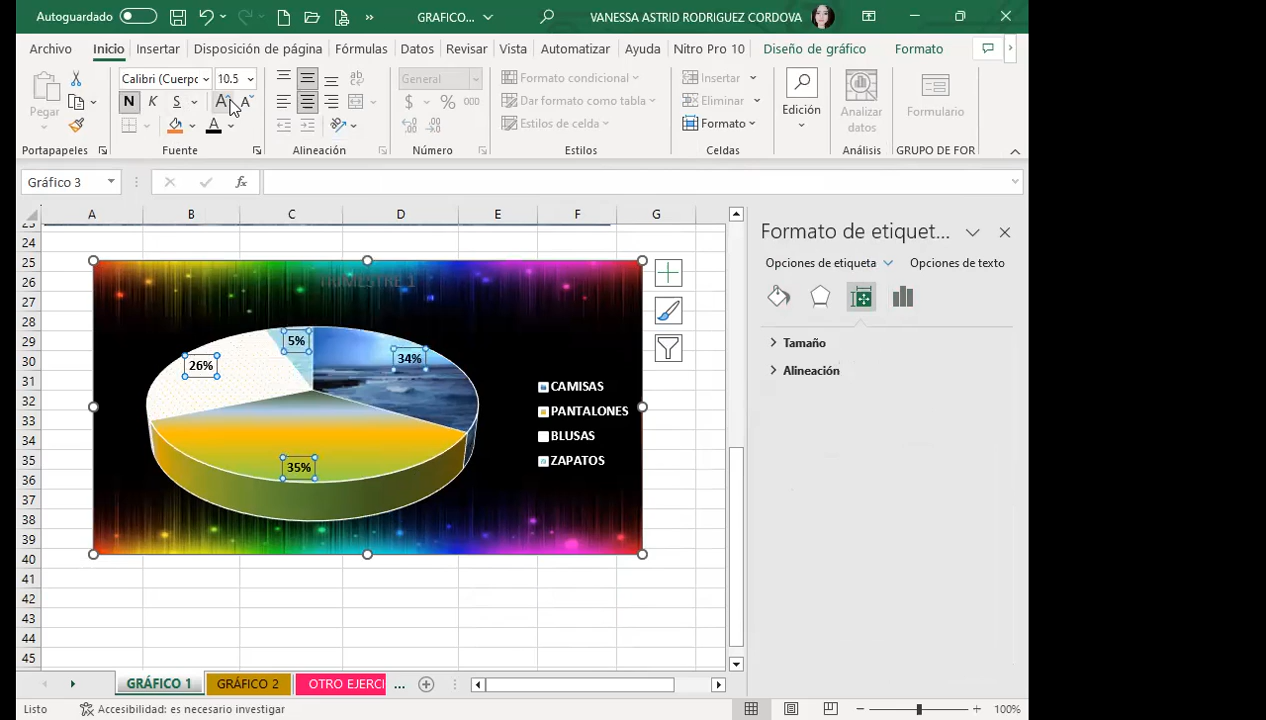 Autoguardado
GRAFICO...
VANESSA ASTRID RODRIGUEZ CORDOVA
Archivo Inicio Insertar Disposición de página Fórmulas Datos Revisar Vista Automatizar Ayuda Nitro Pro 10 Diseño de gráfico Formato
Calibri (Cuerpo 10.5
General
Formato condicional
Insertar
Pegar
N K S
$ % 000
Dar formato como tabla
Eliminar
Edición
Analizar datos
Formulario
Estilos de celda
Formato
Portapapeles Fuente Alineación Número Estilos Celdas Análisis GRUPO DE FOR
Gráfico 3
fx
A B C D E F G
Formato de etiquet...
Opciones de etiqueta Opciones de texto
Tamaño
Alineación
23
24
25
26
27
28
29
30
31
32
33
34
35
36
37
38
39
40
41
42
43
44
45
TRIMESTRE 1
5%
34%
26%
35%
CAMISAS
PANTALONES
BLUSAS
ZAPATOS
GRÁFICO 1 GRÁFICO 2 OTRO EJERCI ...
Listo Accesibilidad: es necesario investigar 100%